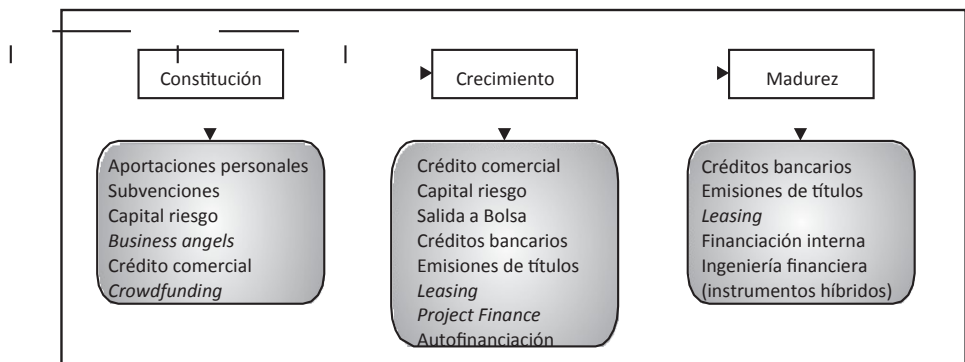 Constitución
Crecimiento
Madurez
Aportaciones personales
Subvenciones
Capital riesgo
Business angels
Crédito comercial
Crowdfunding
Crédito comercial
Capital riesgo
Salida a Bolsa
Créditos bancarios
Emisiones de títulos
Leasing
Project Finance
Autofinanciación
Créditos bancarios
Emisiones de títulos
Leasing
Financiación interna
Ingeniería financiera
(instrumentos híbridos)